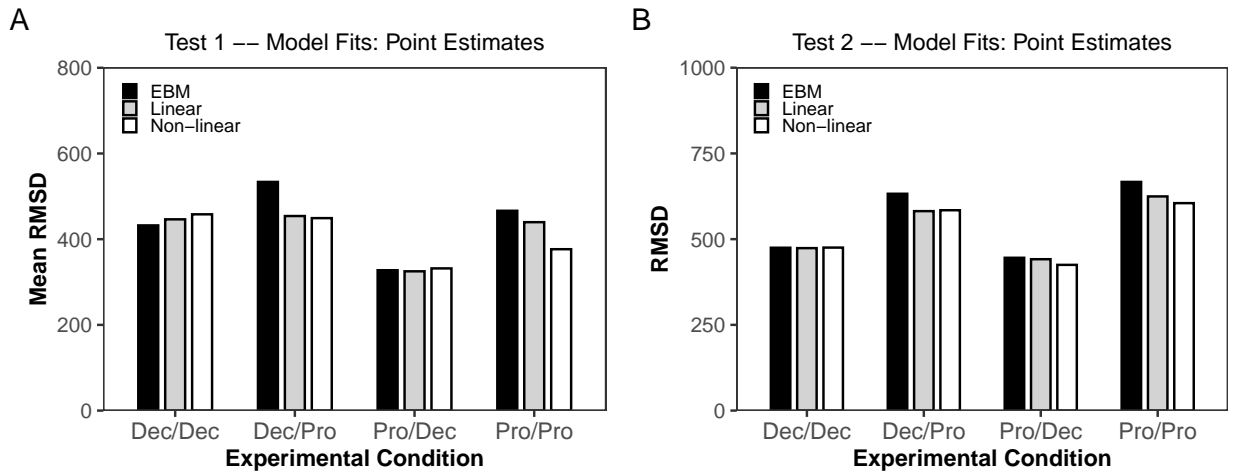 A
Test 1 −− Model Fits: Point Estimates
800
600
400
200
0
Mean RMSD
EBM
Linear
Non−linear
Dec/Dec Dec/Pro Pro/Dec Pro/Pro
Experimental Condition
B
Test 2 −− Model Fits: Point Estimates
1000
750
500
250
0
RMSD
EBM
Linear
Non−linear
Dec/Dec Dec/Pro Pro/Dec Pro/Pro
Experimental Condition